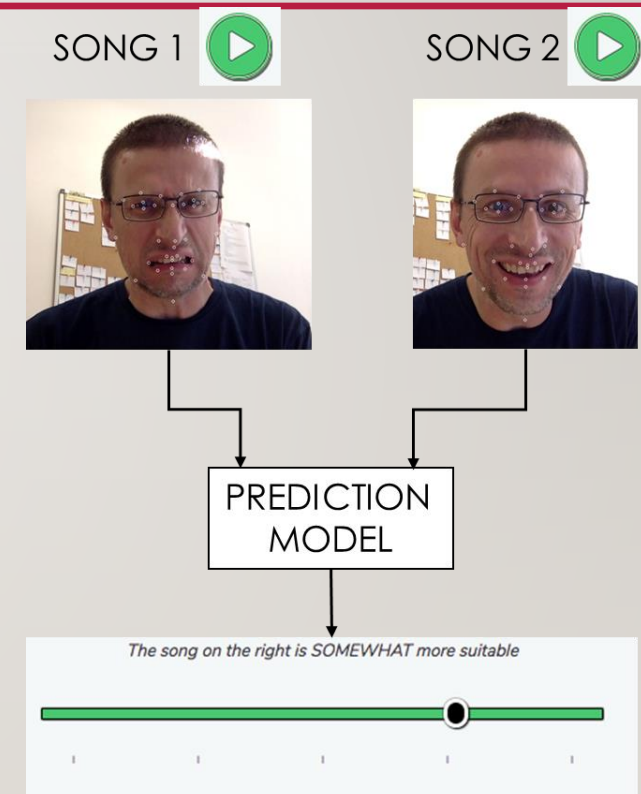 SONG 1
SONG 2
PREDICTION
MODEL
The song on the right is SOMEWHAT more suitable